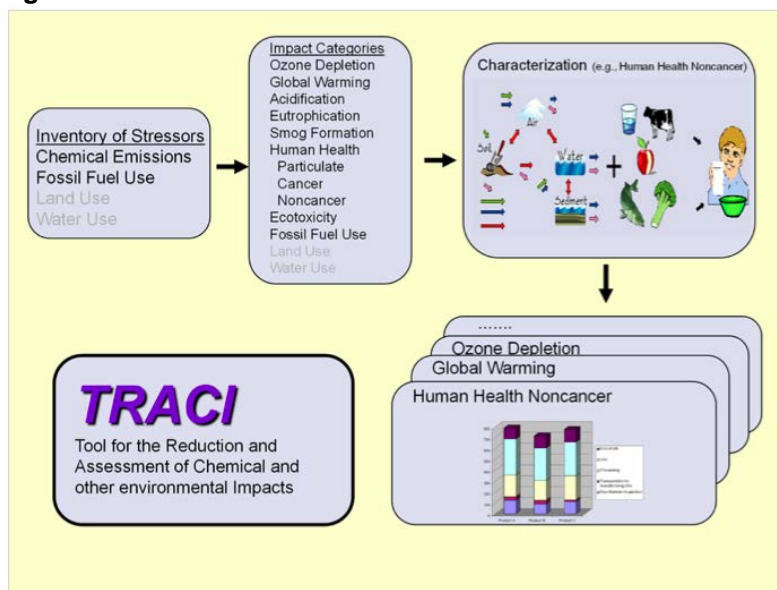 Inventory of Stressors
Chemical Emissions
Fossil Fuel Use
Land Use
Water Use
Impact Categories
Ozone Depletion
Global Warming
Acidification
Eutrophication
Smog Formation
Human Health
Particulate
Cancer
Noncancer
Ecotoxicity
Fossil Fuel Use
Land Use
Water Use
Characterization (e.g., Human Health Noncancer)
Air
Soil
Water
Sediment
.......
Ozone Depletion
Global Warming
Human Health Noncancer
Product A
Product B
Product C
TRACI
Tool for the Reduction and
Assessment of Chemical and
other environmental Impacts